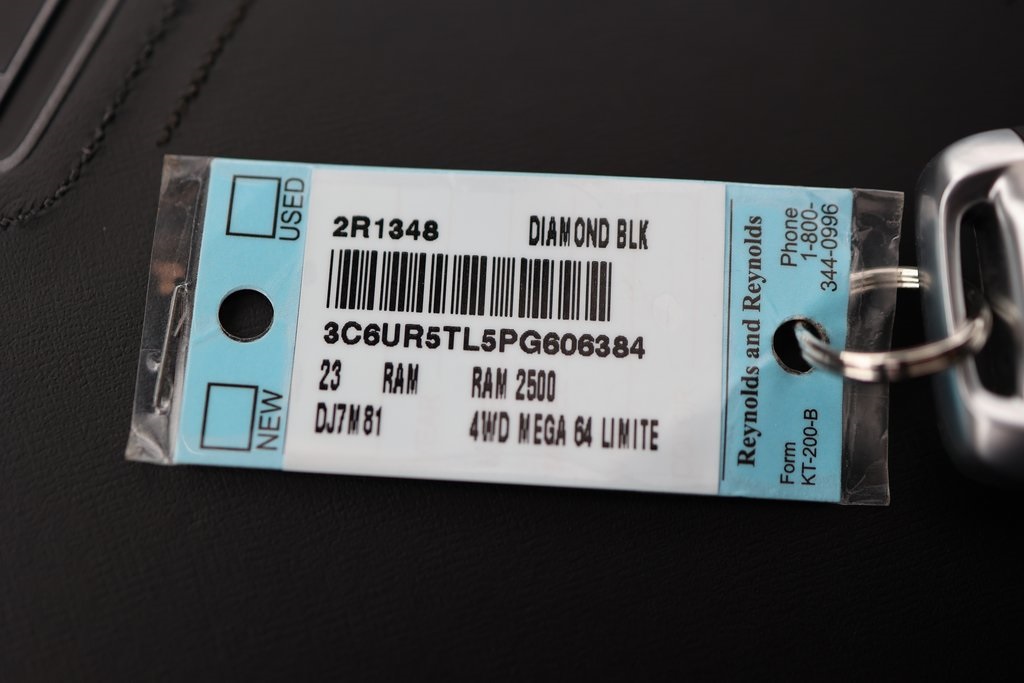 USED
NEW
2R1348 DIAMOND BLK
3C6UR5TL5PG606384
23 RAM RAM 2500
DJ7M81 4WD MEGA 64 LIMITE
Reynolds and Reynolds
Phone
1-800-
344-0996
Form
KT-200-B